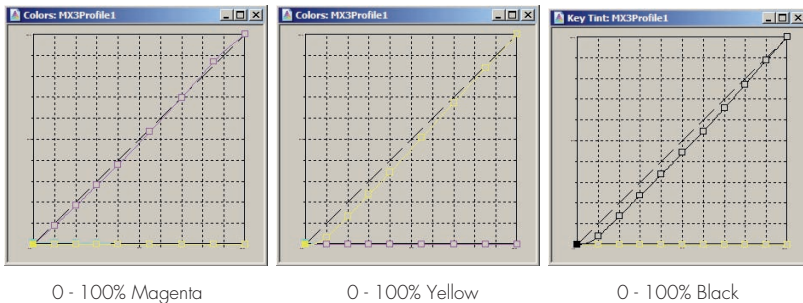 Colors: MX3Profile1
Colors: MX3Profile1
Key Tint: MX3Profile1
0 - 100% Magenta
0 - 100% Yellow
0 - 100% Black